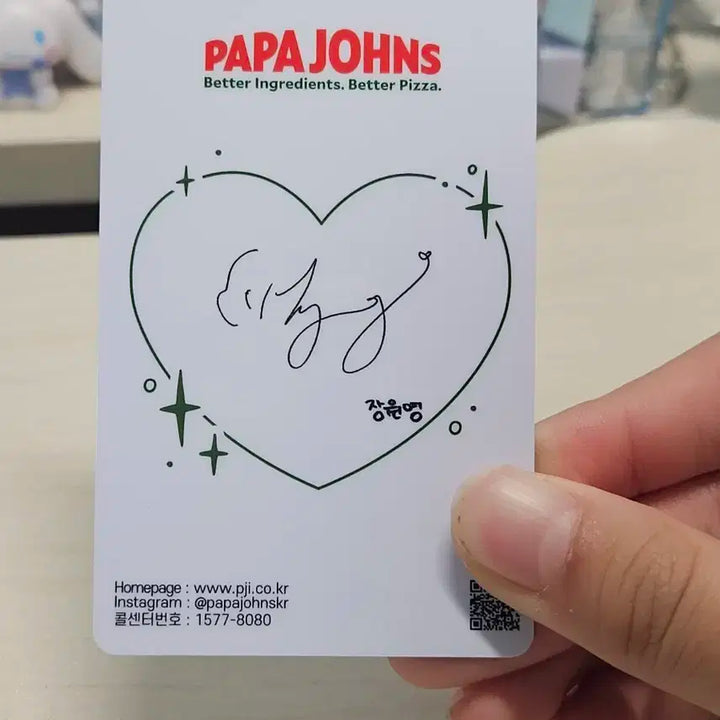 PAPA JOHNS
Better Ingredients. Better Pizza.
장원영
Homepage : www.pji.co.kr
Instagram : @papajohnskr
콜센터번호 : 1577-8080